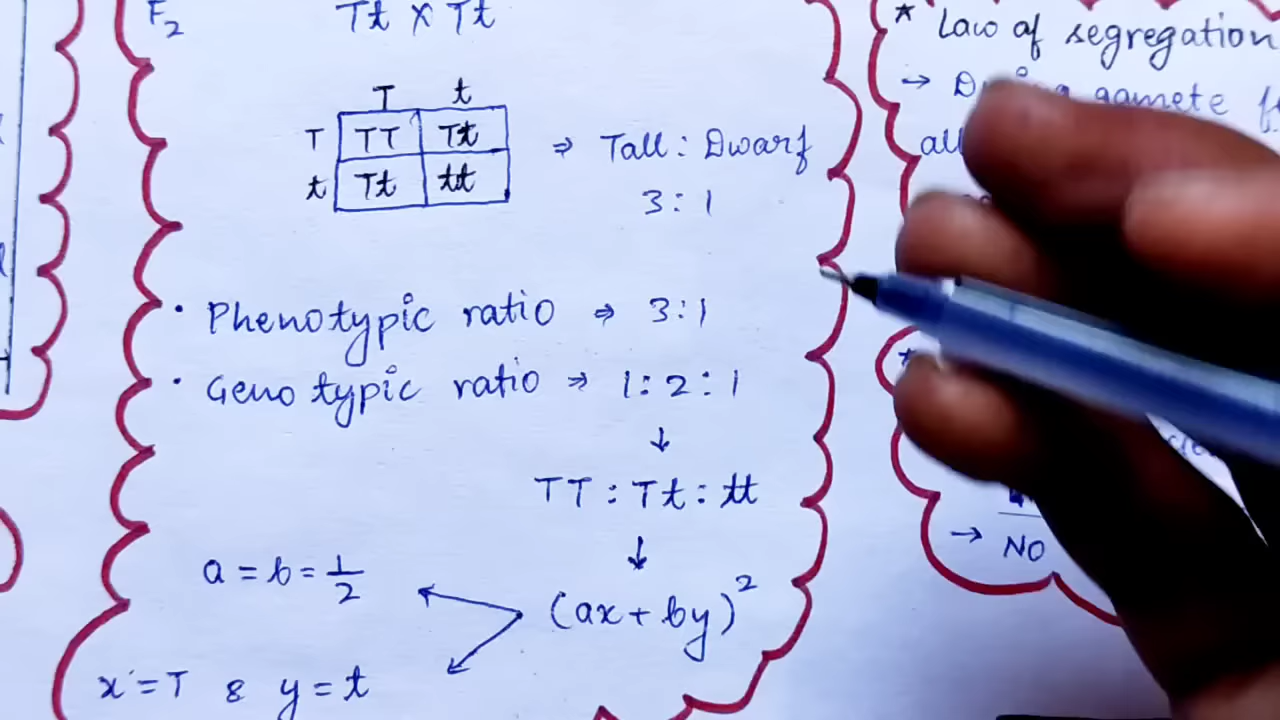 F2 Tt × Tt
T t
T TT Tt ⇒ Tall : Dwarf
t Tt tt 3 : 1
• Phenotypic ratio ⇒ 3:1
• Genotypic ratio ⇒ 1 : 2 : 1
↓
TT : Tt : tt
↓
a = b = 1/2
(ax + by)²
x = T & y = t
* Law of segregation
→ gamete
→ NO